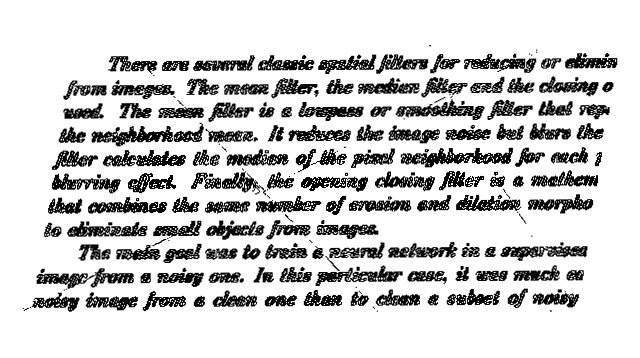 There are several classic spatial filters for reducing or elimin
from images. The mean filter, the median filter and the closing o
used. The mean filter is a lowpass or smoothing filter that rep
the neighborhood mean. It reduces the image noise but blurs the
filter calculates the median of the pixel neighborhood for each p
blurring effect. Finally, the opening closing filter is a mathem
that combines the same number of erosion and dilation morpho
to eliminate small objects from images.
The main goal was to train a neural network in a supervised
image from a noisy one. In this particular case, it was much ea
noisy image from a clean one than to clean a subset of noisy